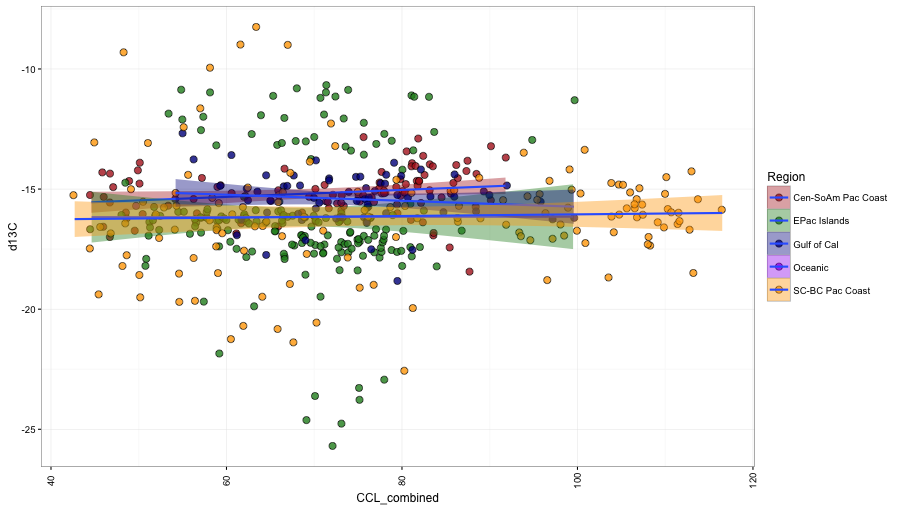 -10
-15
-20
-25
d13C
40
60
80
100
120
CCL_combined
Region
Cen-SoAm Pac Coast
EPac Islands
Gulf of Cal
Oceanic
SC-BC Pac Coast